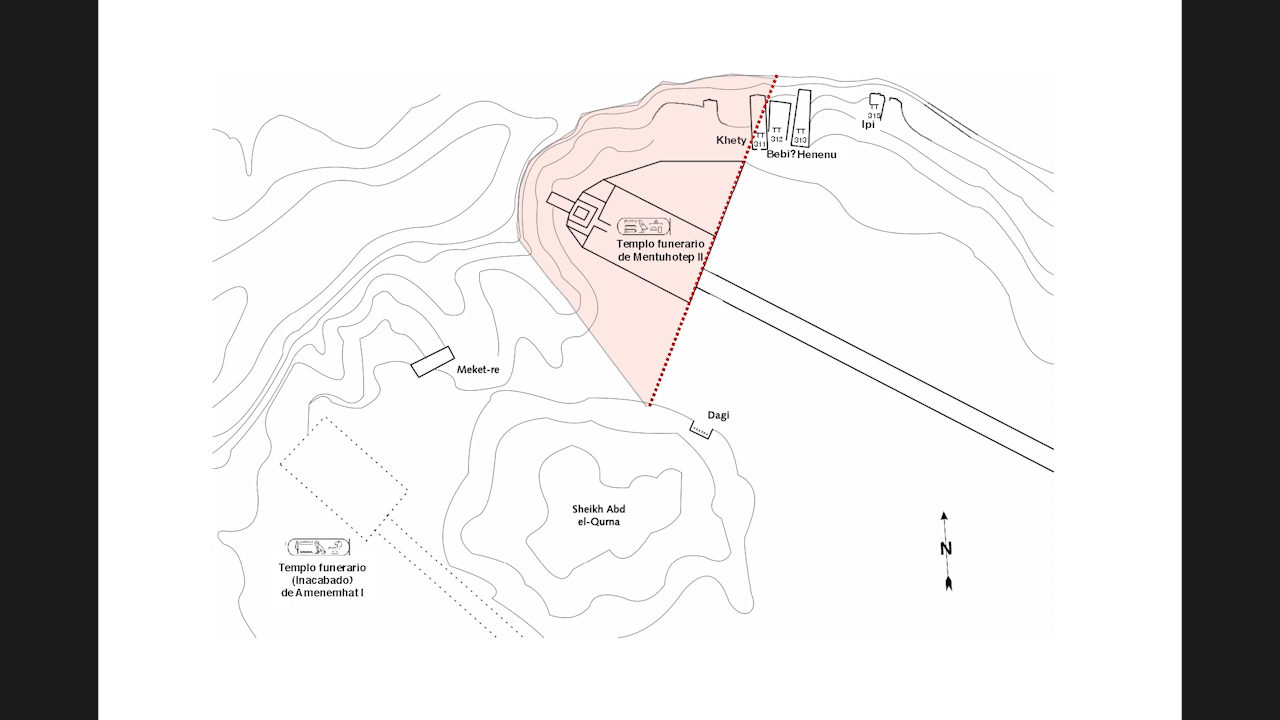 Khety
TT
311
TT
312
TT
313
TT
315
Ipi
Bebi? Henenu
Templo funerario
de Mentuhotep II
Meket-re
Dagi
Sheikh Abd
el-Qurna
N
Templo funerario
(Inacabado)
de Amenemhat I